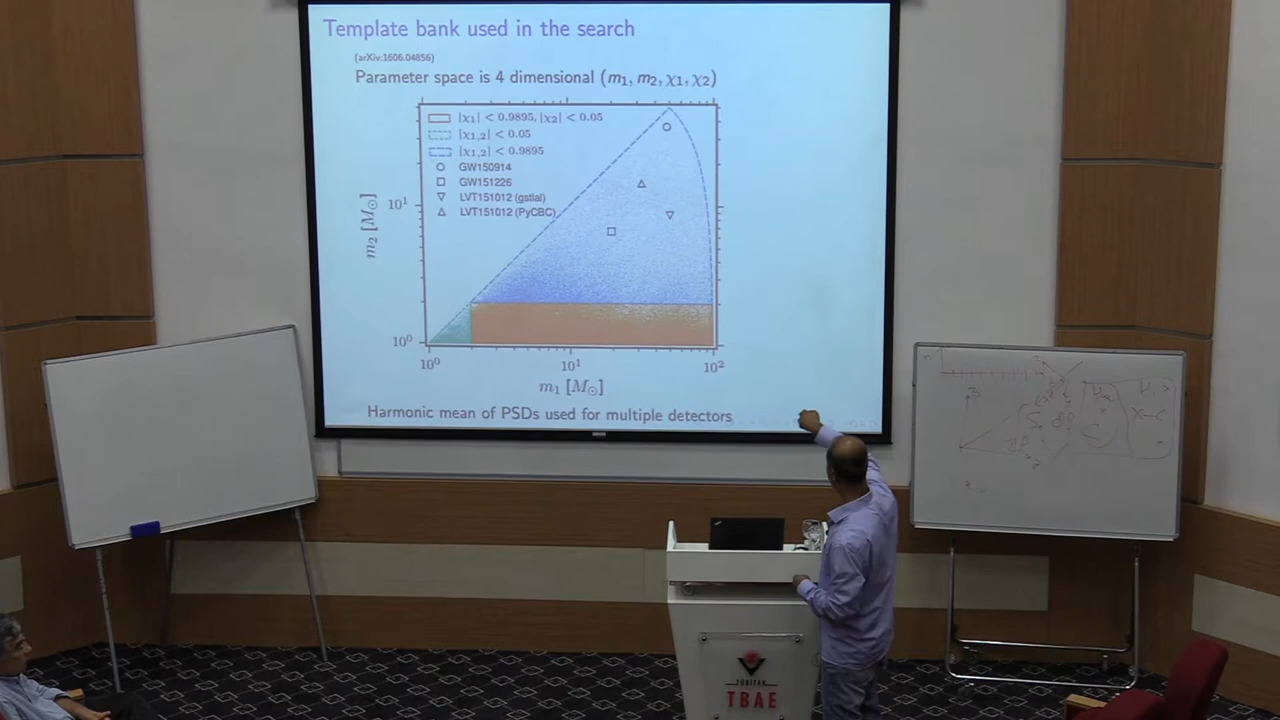 Template bank used in the search
(arXiv:1606.04856)
Parameter space is 4 dimensional (m₁, m₂, χ₁, χ₂)
|χ₁| < 0.9895, |χ₂| < 0.05
|χ₁,₂| < 0.05
|χ₁,₂| < 0.9895
GW150914
GW151226
LVT151012 (gstlal)
LVT151012 (PyCBC)
10¹
m₂ [M⊙]
10⁰
10⁰ 10¹ 10²
m₁ [M⊙]
Harmonic mean of PSDs used for multiple detectors
TÜBİTAK
TBAE